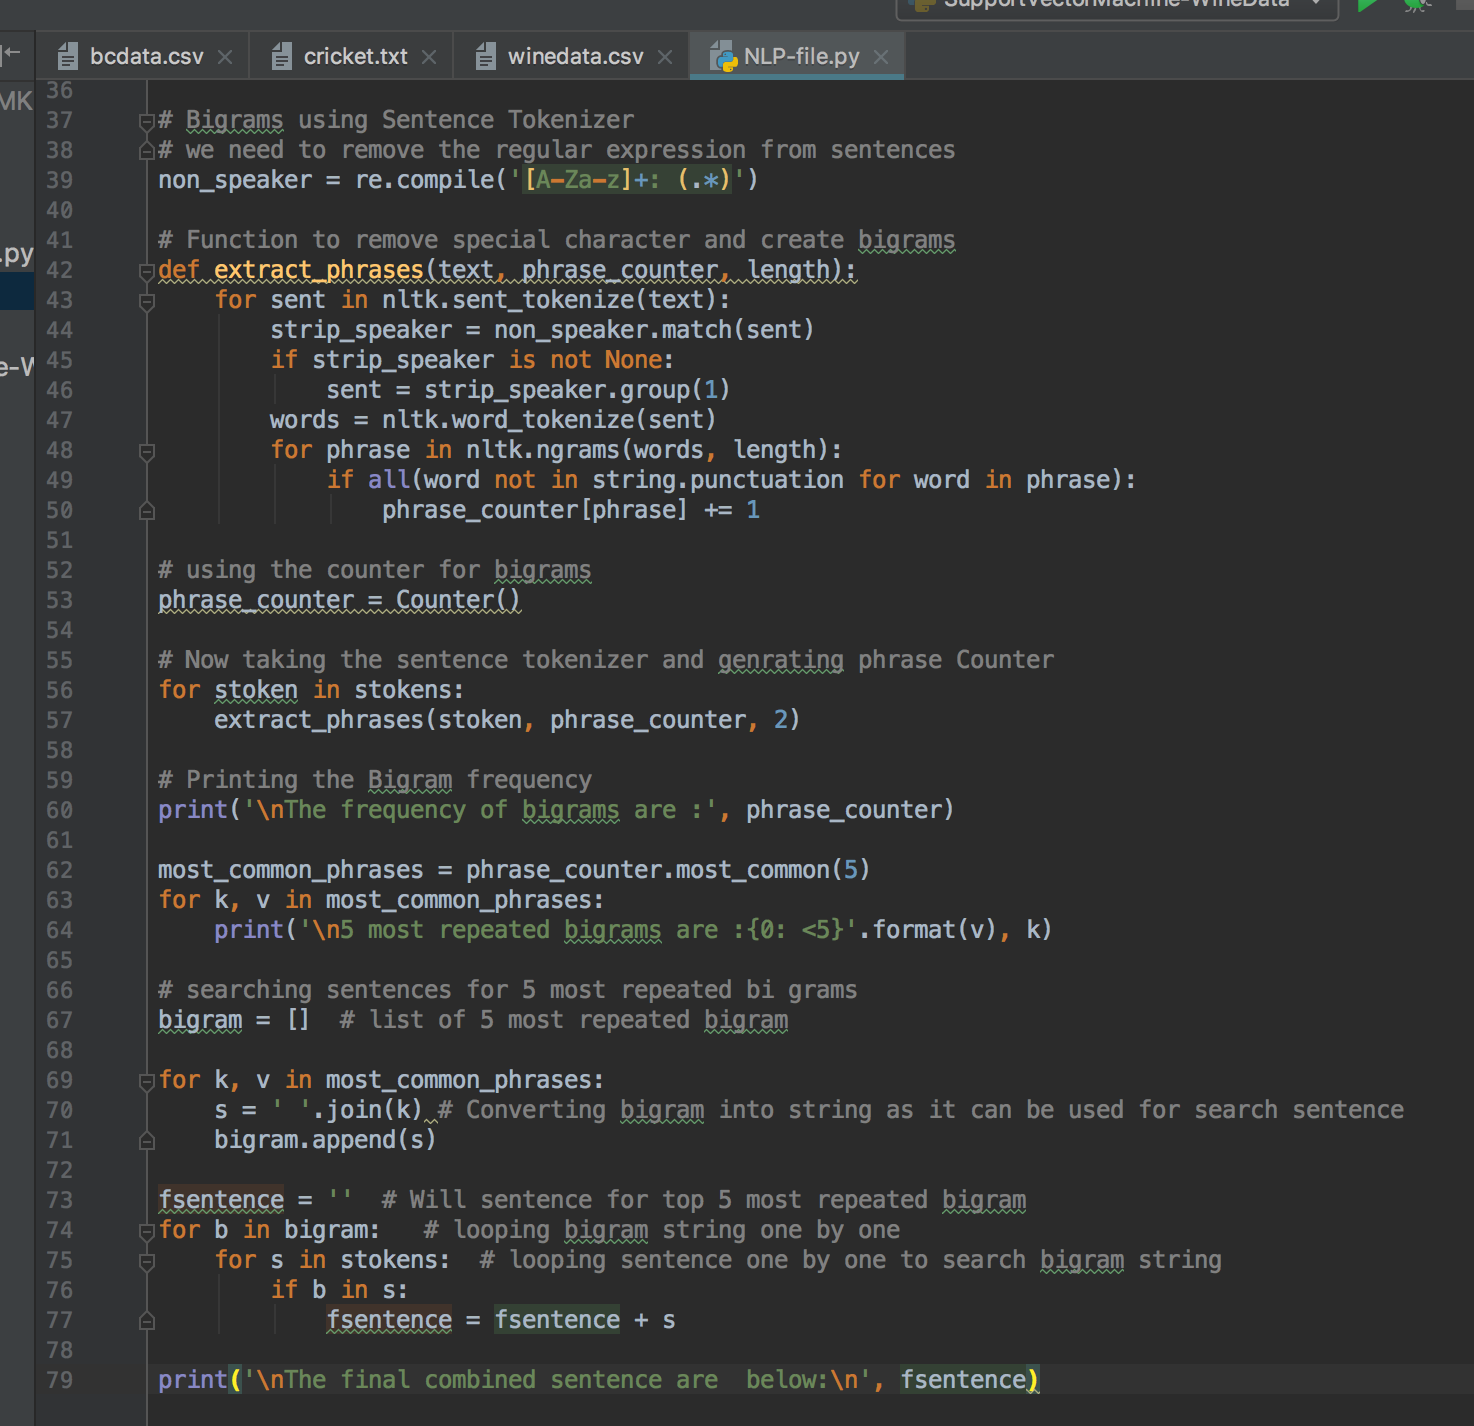 SupportVectorMachine-WineData
bcdata.csv cricket.txt winedata.csv NLP-file.py
MK
.py
e-W
36
37 # Bigrams using Sentence Tokenizer
38 # we need to remove the regular expression from sentences
39 non_speaker = re.compile('[A-Za-z]+: (.*)')
40
41 # Function to remove special character and create bigrams
42 def extract_phrases(text, phrase_counter, length):
43     for sent in nltk.sent_tokenize(text):
44         strip_speaker = non_speaker.match(sent)
45         if strip_speaker is not None:
46             sent = strip_speaker.group(1)
47         words = nltk.word_tokenize(sent)
48         for phrase in nltk.ngrams(words, length):
49             if all(word not in string.punctuation for word in phrase):
50                 phrase_counter[phrase] += 1
51
52 # using the counter for bigrams
53 phrase_counter = Counter()
54
55 # Now taking the sentence tokenizer and genrating phrase Counter
56 for stoken in stokens:
57     extract_phrases(stoken, phrase_counter, 2)
58
59 # Printing the Bigram frequency
60 print('\nThe frequency of bigrams are :', phrase_counter)
61
62 most_common_phrases = phrase_counter.most_common(5)
63 for k, v in most_common_phrases:
64     print('\n5 most repeated bigrams are :{0: <5}'.format(v), k)
65
66 # searching sentences for 5 most repeated bi grams
67 bigram = []  # list of 5 most repeated bigram
68
69 for k, v in most_common_phrases:
70     s = ' '.join(k) # Converting bigram into string as it can be used for search sentence
71     bigram.append(s)
72
73 fsentence = ''  # Will sentence for top 5 most repeated bigram
74 for b in bigram:   # looping bigram string one by one
75     for s in stokens:  # looping sentence one by one to search bigram string
76         if b in s:
77             fsentence = fsentence + s
78
79 print('\nThe final combined sentence are  below:\n', fsentence)